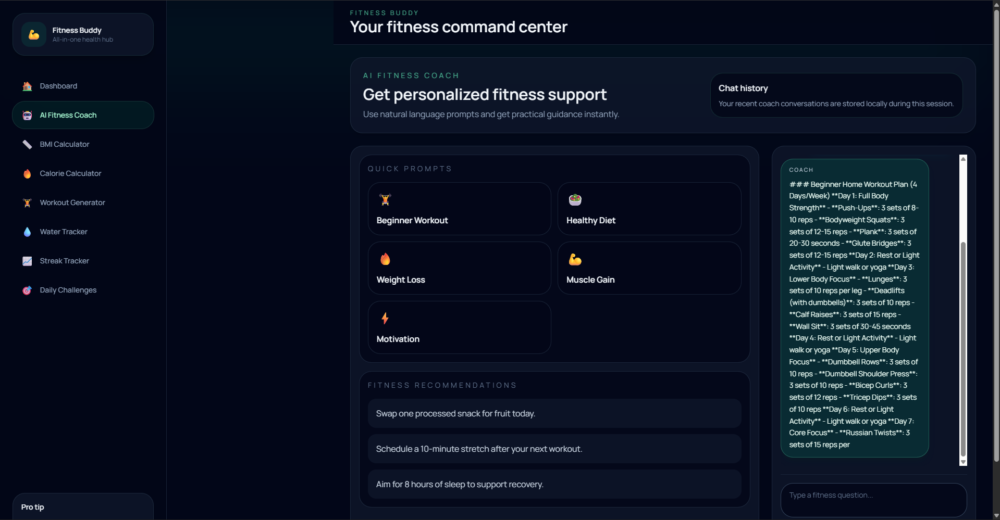 Fitness Buddy
All-in-one health hub
Dashboard
AI Fitness Coach
BMI Calculator
Calorie Calculator
Workout Generator
Water Tracker
Streak Tracker
Daily Challenges
Pro tip
FITNESS BUDDY
Your fitness command center
AI FITNESS COACH
Get personalized fitness support
Use natural language prompts and get practical guidance instantly.
Chat history
Your recent coach conversations are stored locally during this session.
QUICK PROMPTS
Beginner Workout
Healthy Diet
Weight Loss
Muscle Gain
Motivation
FITNESS RECOMMENDATIONS
Swap one processed snack for fruit today.
Schedule a 10-minute stretch after your next workout.
Aim for 8 hours of sleep to support recovery.
COACH
### Beginner Home Workout Plan (4
Days/Week) **Day 1: Full Body
Strength** - **Push-Ups**: 3 sets of 8-
10 reps - **Bodyweight Squats**: 3
sets of 12-15 reps - **Plank**: 3 sets of
20-30 seconds - **Glute Bridges**: 3
sets of 12-15 reps **Day 2: Rest or Light
Activity** - Light walk or yoga **Day 3:
Lower Body Focus** - **Lunges**: 3
sets of 10 reps per leg - **Deadlifts
(with dumbbells)**: 3 sets of 10 reps -
**Calf Raises**: 3 sets of 15 reps -
**Wall Sit**: 3 sets of 30-45 seconds
**Day 4: Rest or Light Activity** - Light
walk or yoga **Day 5: Upper Body
Focus** - **Dumbbell Rows**: 3 sets of
10 reps - **Dumbbell Shoulder Press**:
3 sets of 10 reps - **Bicep Curls**: 3
sets of 12 reps - **Tricep Dips**: 3 sets
of 10 reps **Day 6: Rest or Light
Activity** - Light walk or yoga **Day 7:
Core Focus** - **Russian Twists**: 3
sets of 15 reps per
Type a fitness question...